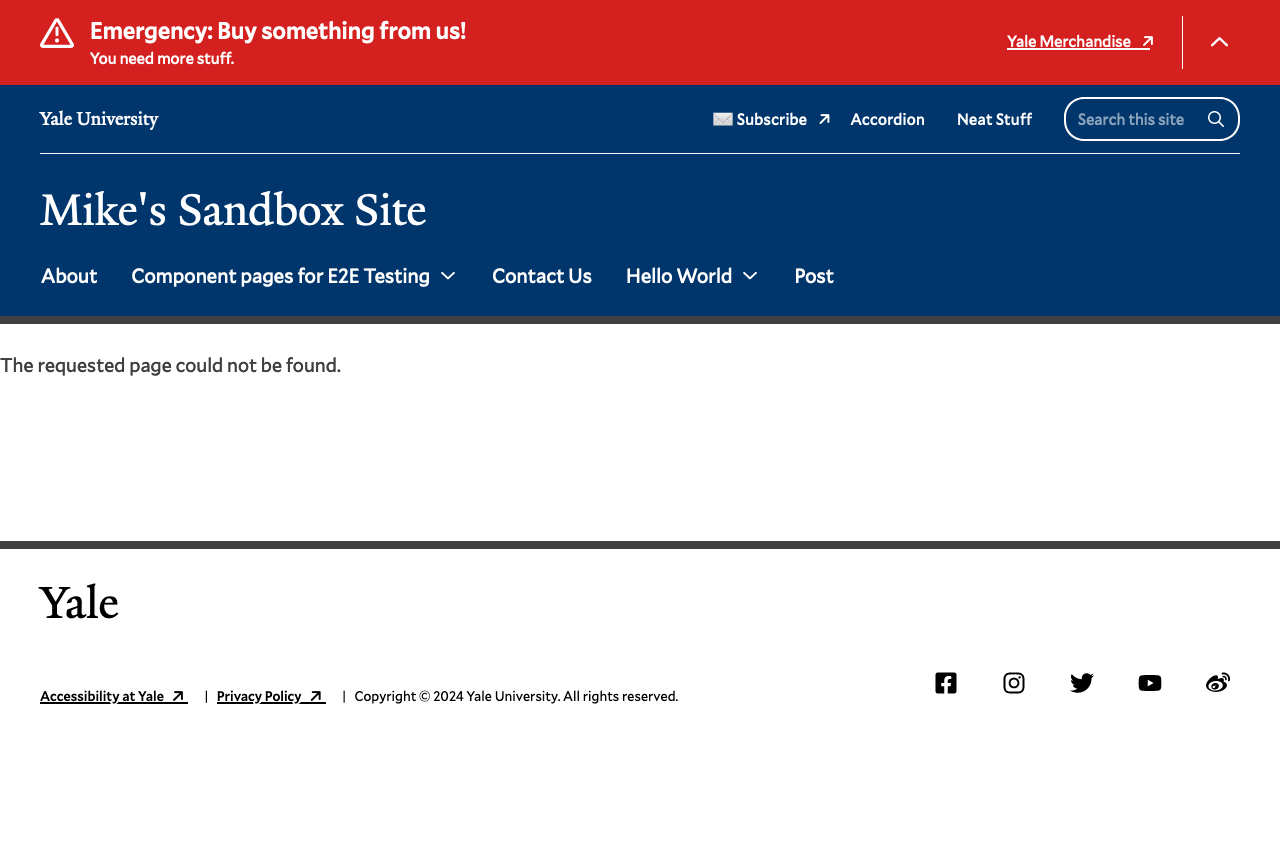 Emergency: Buy something from us!
You need more stuff.
Yale Merchandise
Yale University
Subscribe
Accordion
Neat Stuff
Search this site
Mike's Sandbox Site
About
Component pages for E2E Testing
Contact Us
Hello World
Post
The requested page could not be found.
Yale
Accessibility at Yale | Privacy Policy | Copyright © 2024 Yale University. All rights reserved.